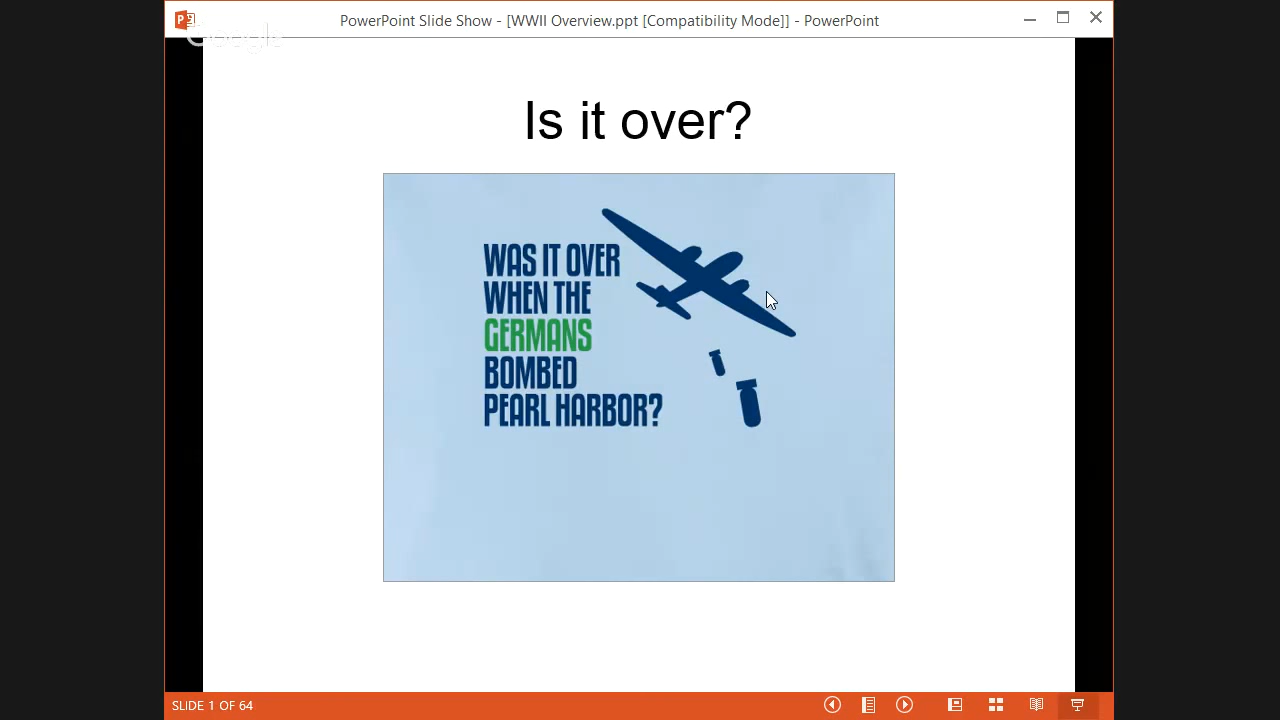 PowerPoint Slide Show - [WWII Overview.ppt [Compatibility Mode]] - PowerPoint
Google
Is it over?
WAS IT OVER
WHEN THE
GERMANS
BOMBED
PEARL HARBOR?
SLIDE 1 OF 64